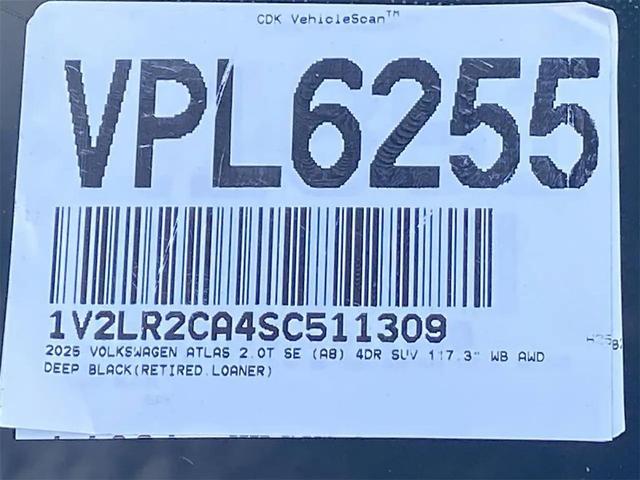 CDK VehicleScan™
VPL6255
1V2LR2CA4SC511309
2025 VOLKSWAGEN ATLAS 2.0T SE (A8) 4DR SUV 117.3" WB AWD
DEEP BLACK(RETIRED.LOANER)